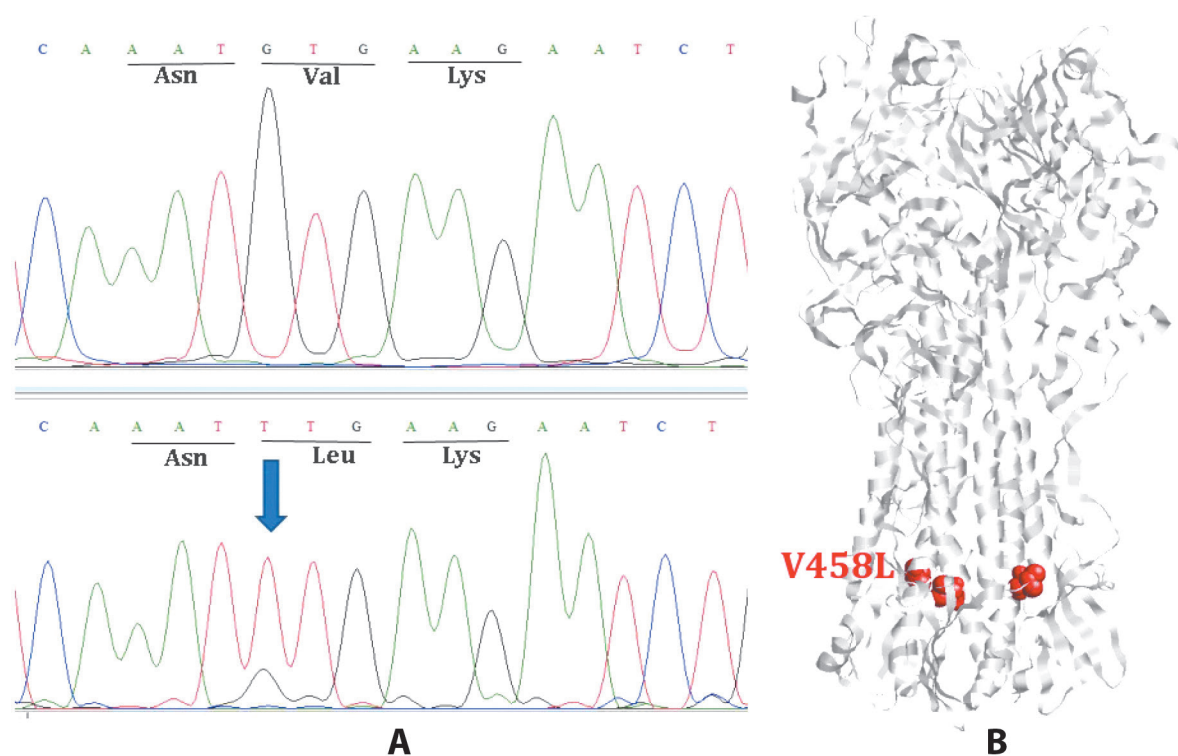 C A A A T G T G A A G A A T C T
Asn Val Lys
C A A A T T T G A A G A A T C T
Asn Leu Lys
V458L
A B